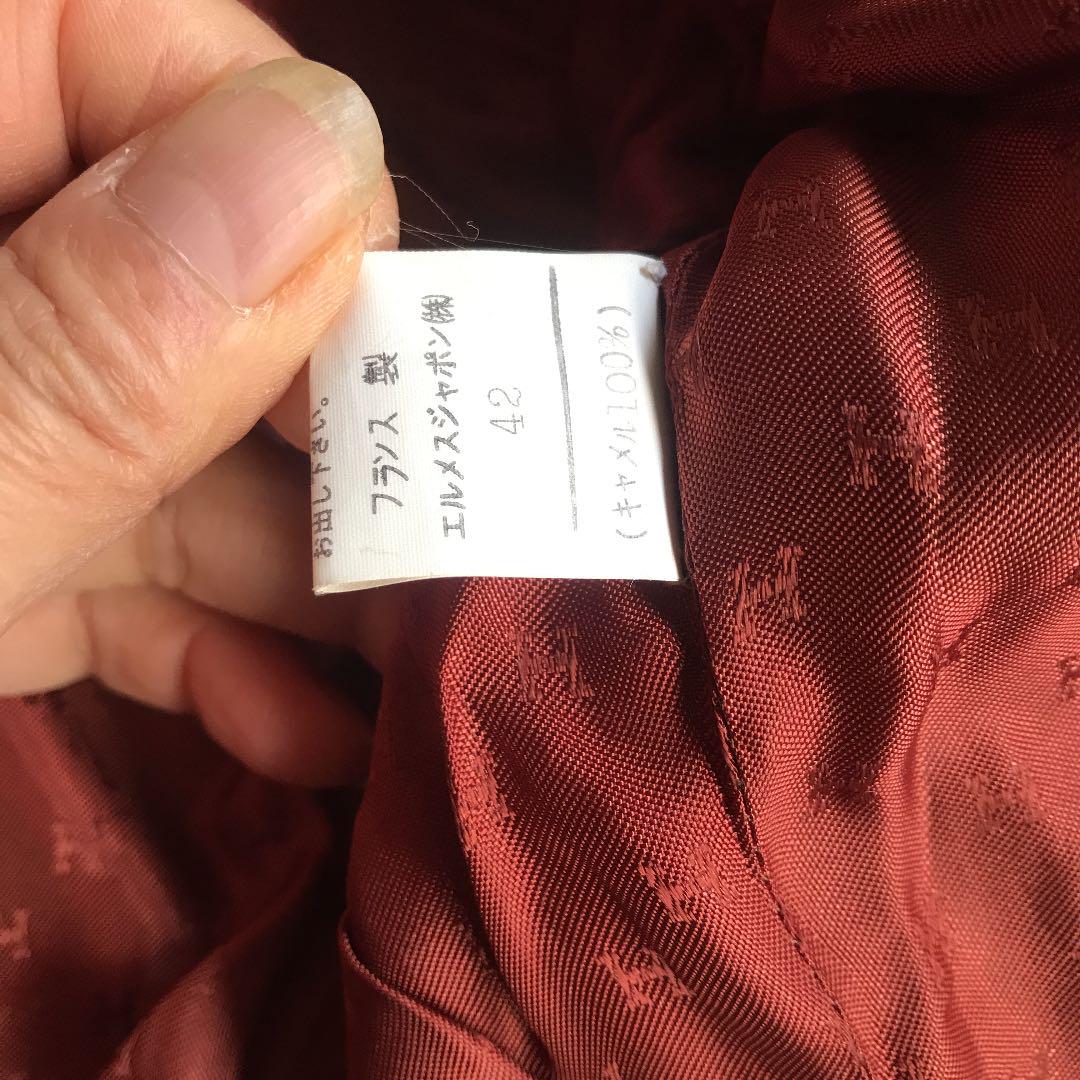 お出し下さい。
フランス 製
エルメスジャポン(株)
42
(キャメル100%)